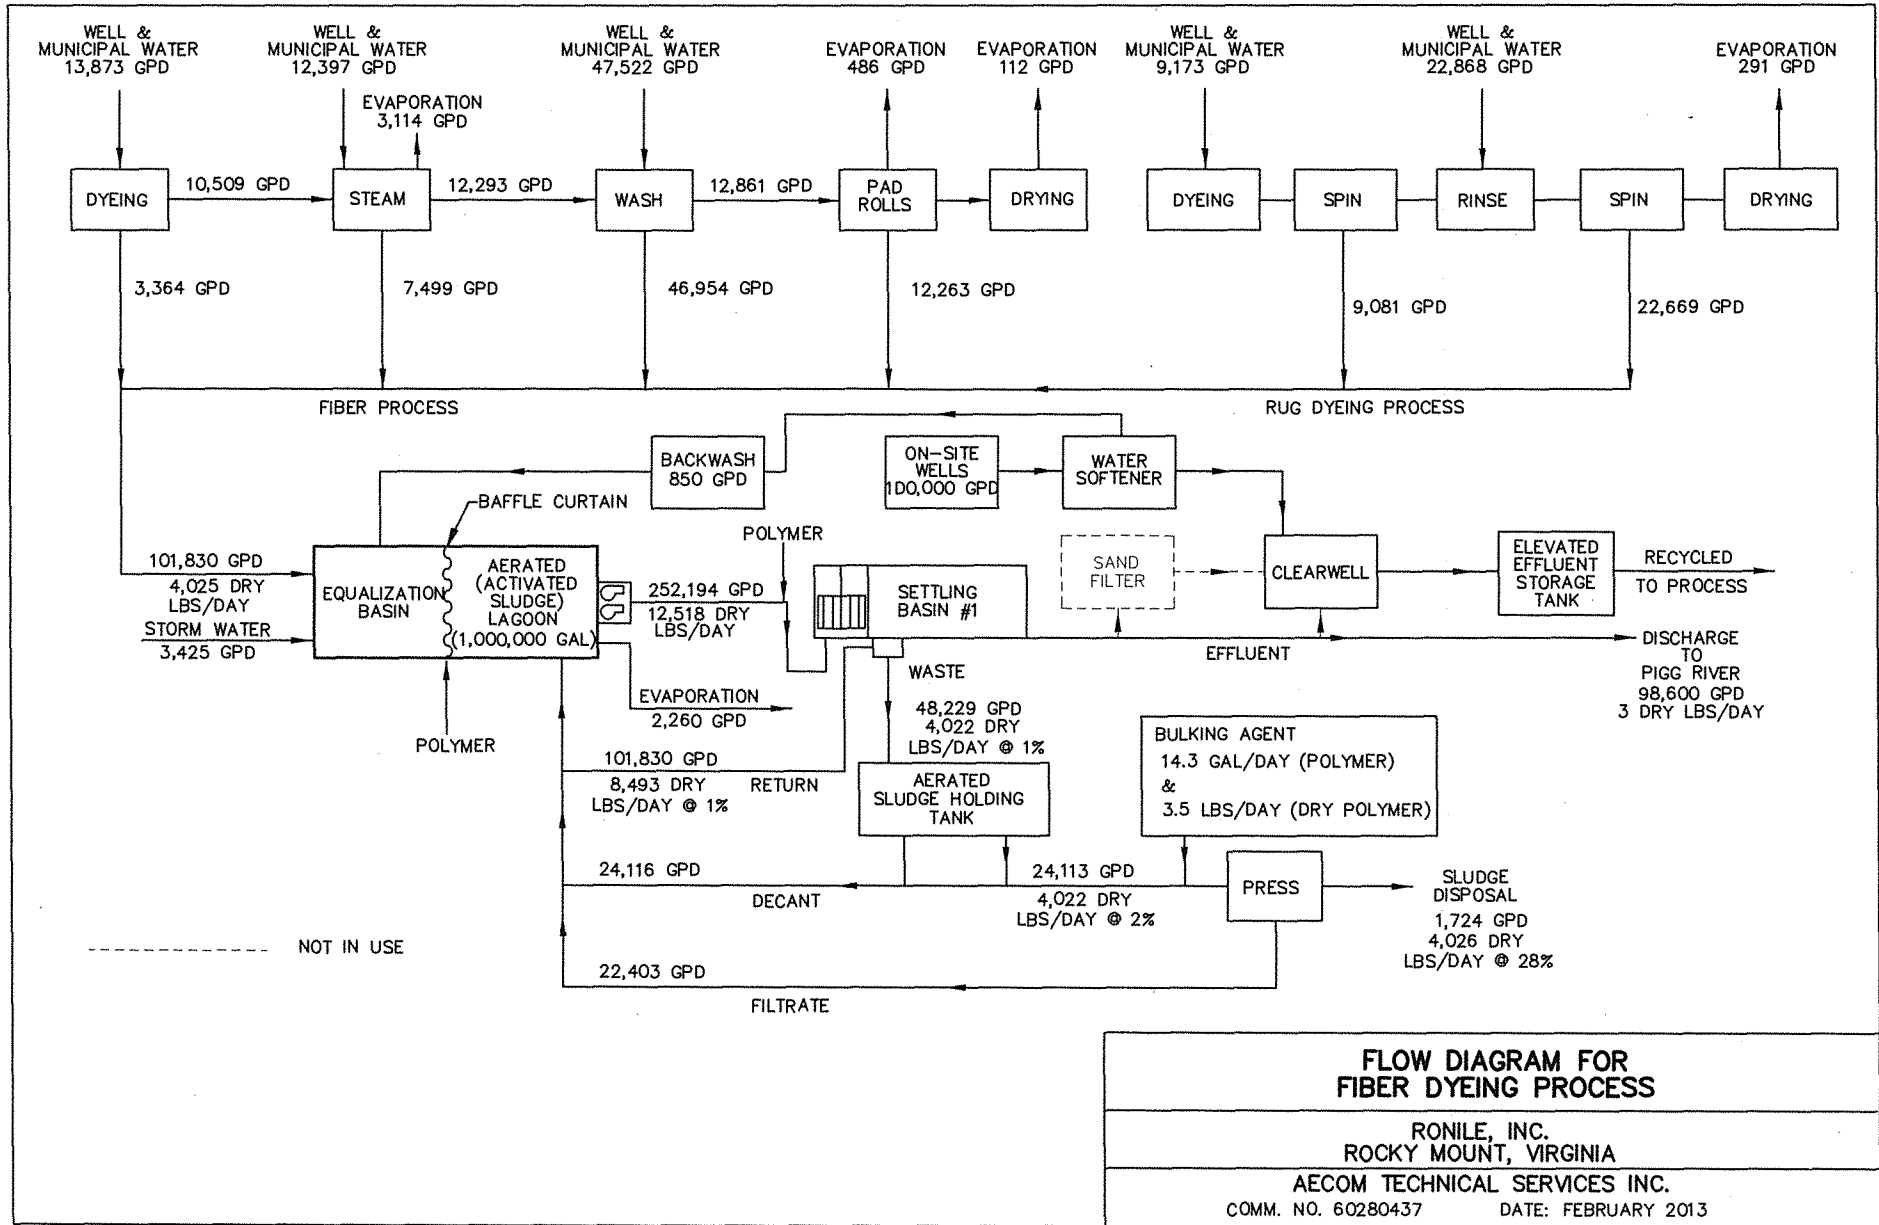 WELL &
MUNICIPAL WATER
13,873 GPD
WELL &
MUNICIPAL WATER
12,397 GPD
WELL &
MUNICIPAL WATER
47,522 GPD
EVAPORATION
486 GPD
EVAPORATION
112 GPD
WELL &
MUNICIPAL WATER
9,173 GPD
WELL &
MUNICIPAL WATER
22,868 GPD
EVAPORATION
291 GPD
EVAPORATION
3,114 GPD
DYEING
10,509 GPD
STEAM
12,293 GPD
WASH
12,861 GPD
PAD
ROLLS
DRYING
DYEING
SPIN
RINSE
SPIN
DRYING
3,364 GPD
7,499 GPD
46,954 GPD
12,263 GPD
9,081 GPD
22,669 GPD
FIBER PROCESS
RUG DYEING PROCESS
BACKWASH
850 GPD
ON-SITE
WELLS
1D0,000 GPD
WATER
SOFTENER
BAFFLE CURTAIN
POLYMER
101,830 GPD
4,025 DRY
LBS/DAY
STORM WATER
3,425 GPD
EQUALIZATION
BASIN
AERATED
(ACTIVATED
SLUDGE)
LAGOON
(1,000,000 GAL)
252,194 GPD
12,518 DRY
LBS/DAY
SETTLING
BASIN #1
SAND
FILTER
CLEARWELL
ELEVATED
EFFLUENT
STORAGE
TANK
RECYCLED
TO PROCESS
EFFLUENT
DISCHARGE
TO
PIGG RIVER
98,600 GPD
3 DRY LBS/DAY
POLYMER
EVAPORATION
2,260 GPD
WASTE
48,229 GPD
4,022 DRY
LBS/DAY @ 1%
101,830 GPD
8,493 DRY
LBS/DAY @ 1%
RETURN
AERATED
SLUDGE HOLDING
TANK
BULKING AGENT
14.3 GAL/DAY (POLYMER)
&
3.5 LBS/DAY (DRY POLYMER)
24,116 GPD
DECANT
24,113 GPD
4,022 DRY
LBS/DAY @ 2%
PRESS
SLUDGE
DISPOSAL
1,724 GPD
4,026 DRY
LBS/DAY @ 28%
NOT IN USE
22,403 GPD
FILTRATE
FLOW DIAGRAM FOR
FIBER DYEING PROCESS
RONILE, INC.
ROCKY MOUNT, VIRGINIA
AECOM TECHNICAL SERVICES INC.
COMM. NO. 60280437 DATE: FEBRUARY 2013